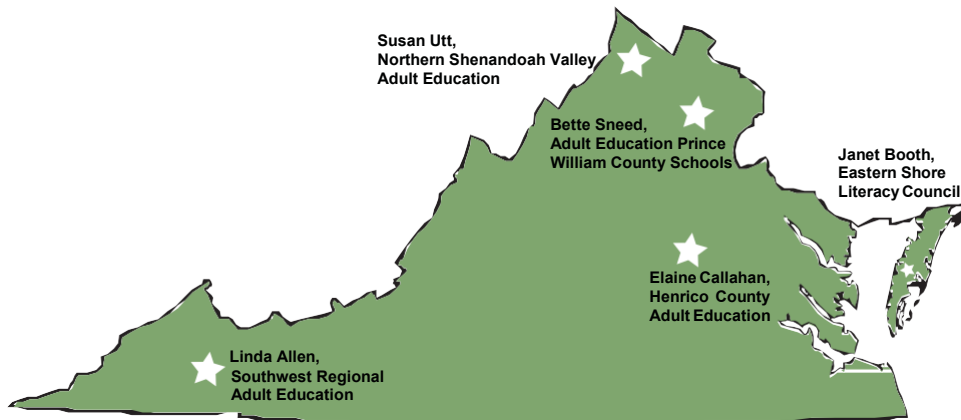 Susan Utt,
Northern Shenandoah Valley
Adult Education
Bette Sneed,
Adult Education Prince
William County Schools
Janet Booth,
Eastern Shore
Literacy Council
Elaine Callahan,
Henrico County
Adult Education
Linda Allen,
Southwest Regional
Adult Education